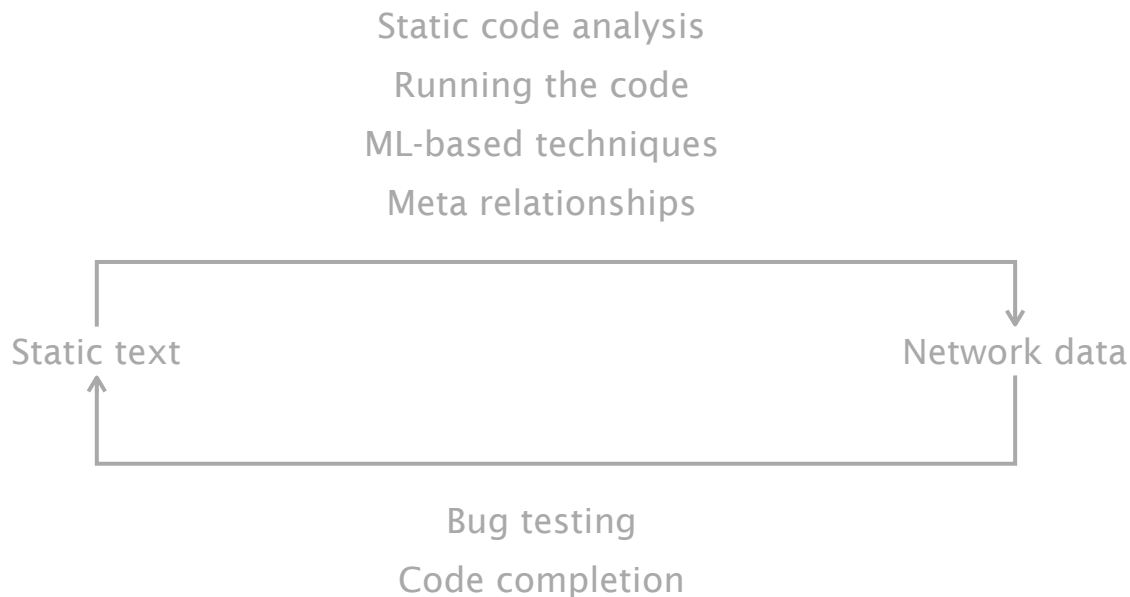 Static code analysis
Running the code
ML-based techniques
Meta relationships
Static text
Network data
Bug testing
Code completion